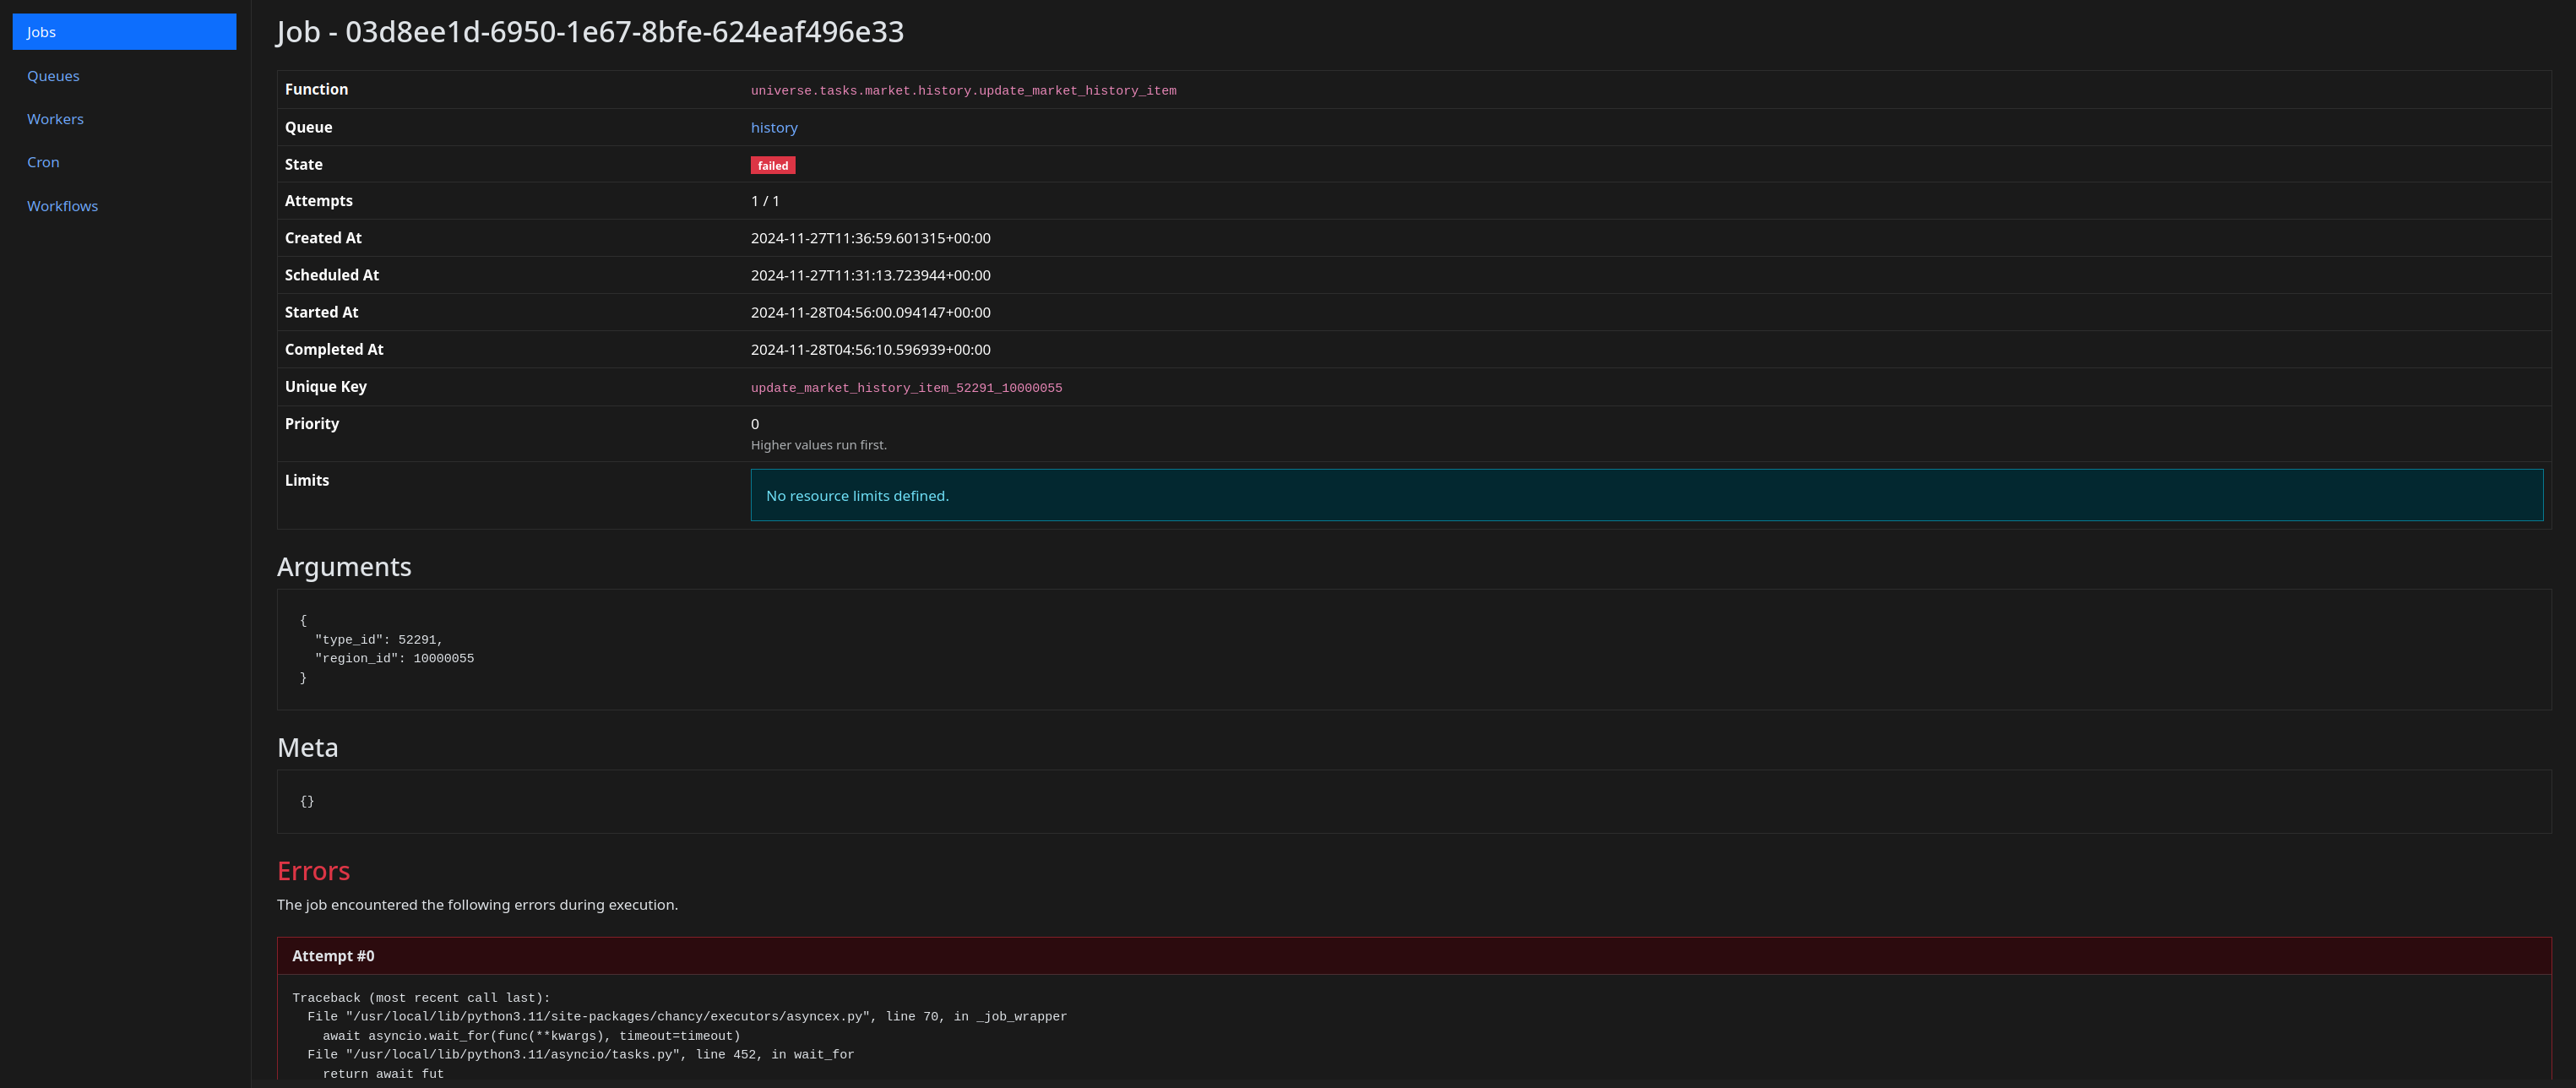 Jobs
Queues
Workers
Cron
Workflows
Job - 03d8ee1d-6950-1e67-8bfe-624eaf496e33
Function universe.tasks.market.history.update_market_history_item
Queue history
State failed
Attempts 1 / 1
Created At 2024-11-27T11:36:59.601315+00:00
Scheduled At 2024-11-27T11:31:13.723944+00:00
Started At 2024-11-28T04:56:00.094147+00:00
Completed At 2024-11-28T04:56:10.596939+00:00
Unique Key update_market_history_item_52291_10000055
Priority 0
Higher values run first.
Limits No resource limits defined.
Arguments
{
  "type_id": 52291,
  "region_id": 10000055
}
Meta
{}
Errors
The job encountered the following errors during execution.
Attempt #0
Traceback (most recent call last):
  File "/usr/local/lib/python3.11/site-packages/chancy/executors/asyncex.py", line 70, in _job_wrapper
    await asyncio.wait_for(func(**kwargs), timeout=timeout)
  File "/usr/local/lib/python3.11/asyncio/tasks.py", line 452, in wait_for
    return await fut